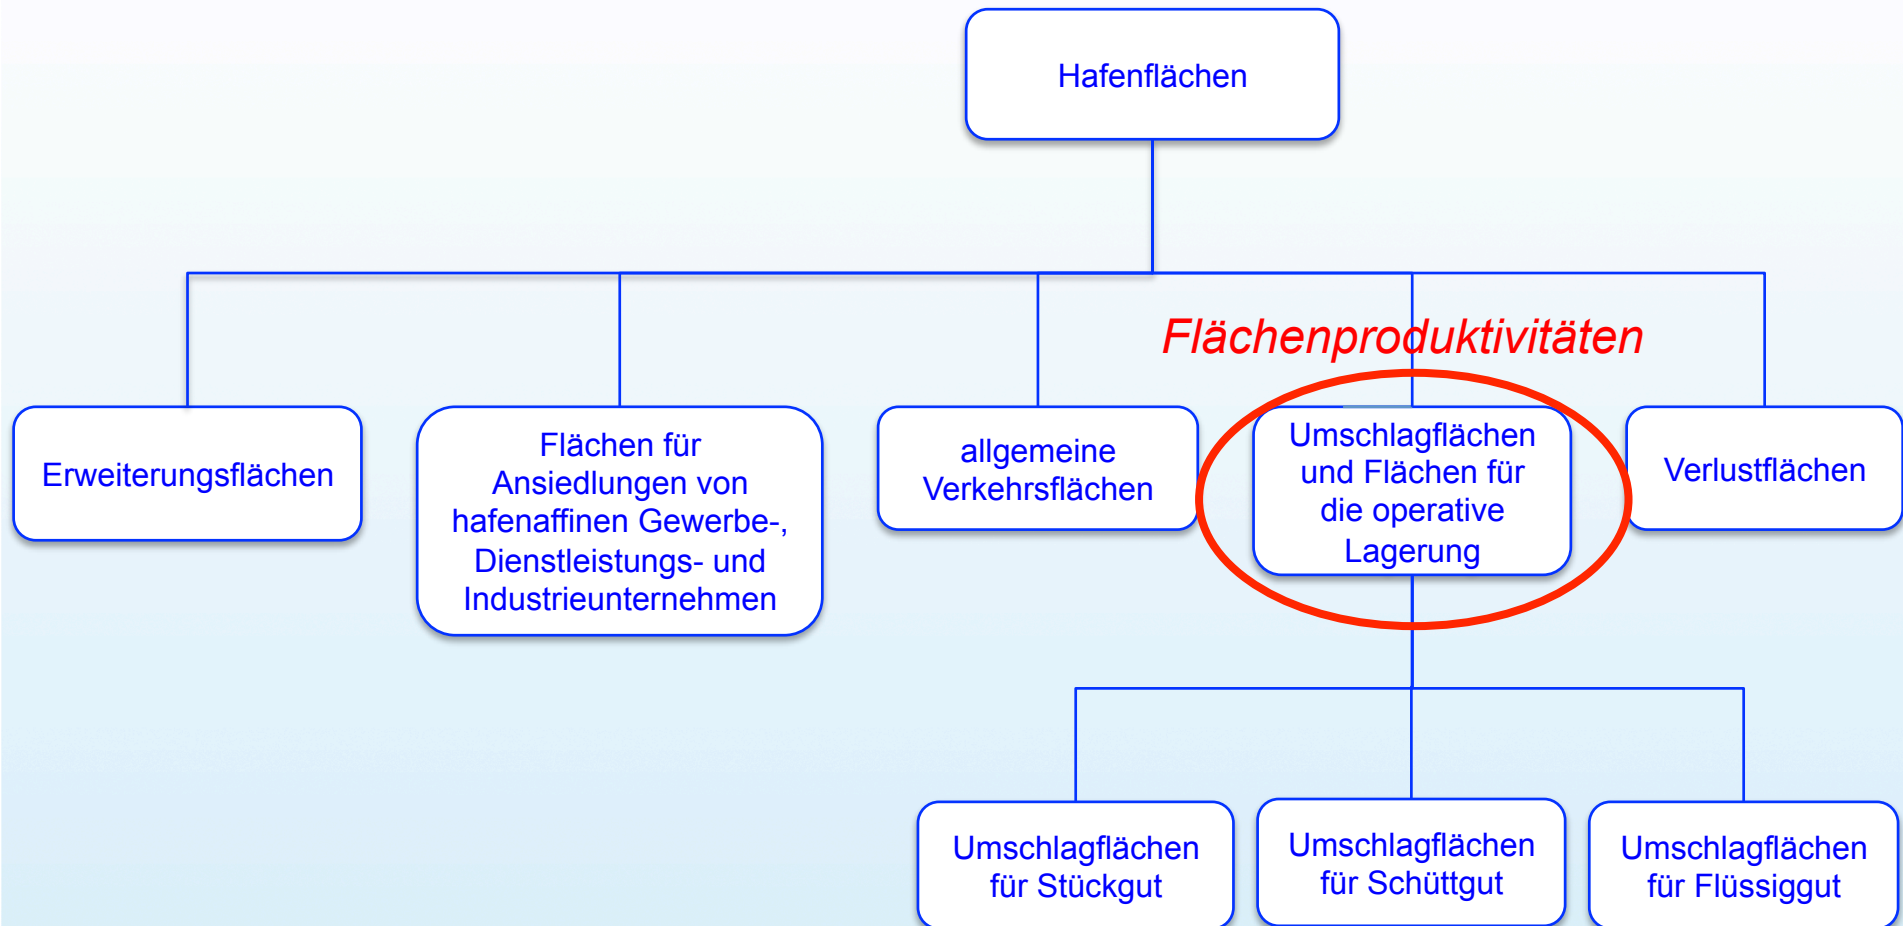 Hafenflächen
Flächenproduktivitäten
Erweiterungsflächen
Flächen für
Ansiedlungen von
hafenaffinen Gewerbe-,
Dienstleistungs- und
Industrieunternehmen
allgemeine
Verkehrsflächen
Umschlagflächen
und Flächen für
die operative
Lagerung
Verlustflächen
Umschlagflächen
für Stückgut
Umschlagflächen
für Schüttgut
Umschlagflächen
für Flüssiggut